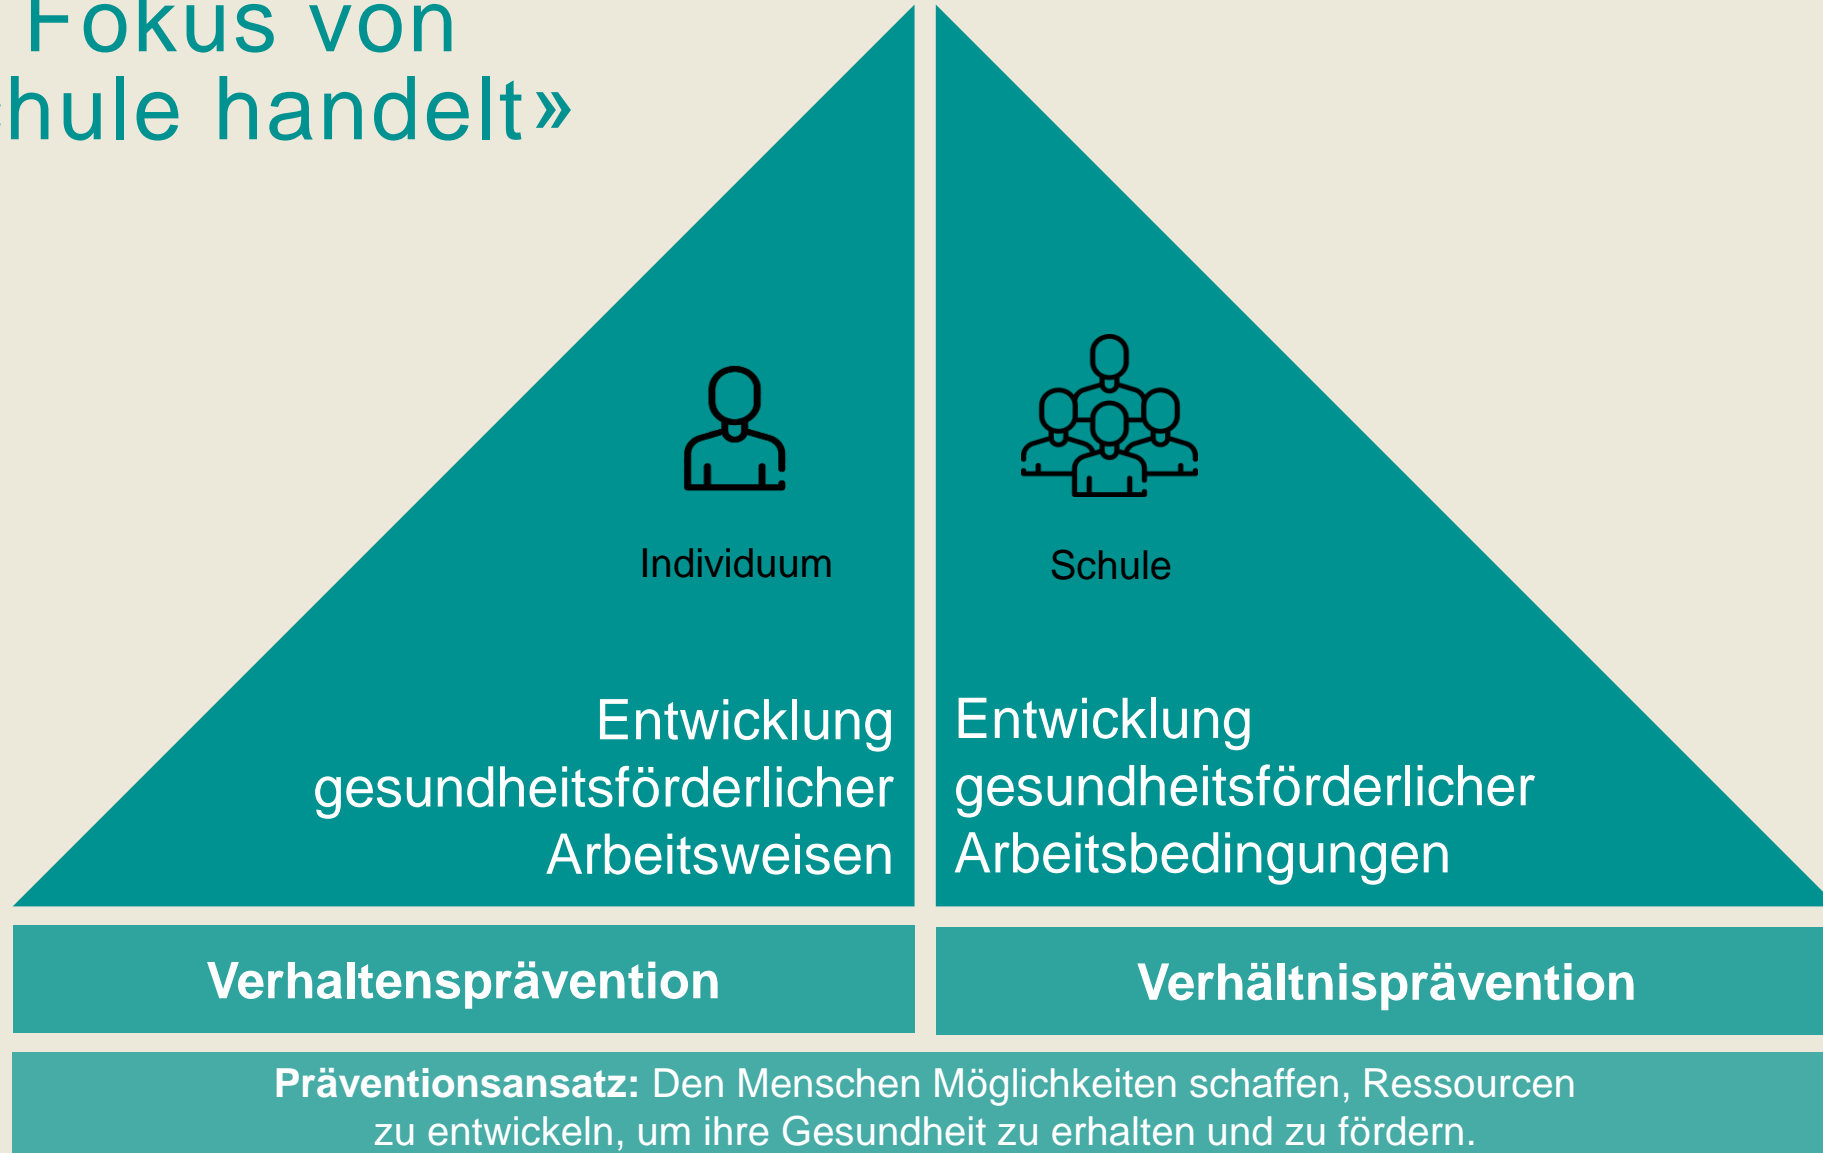 Fokus von
chule handelt»
Individuum
Schule
Entwicklung
gesundheitsförderlicher
Arbeitsweisen
Entwicklung
gesundheitsförderlicher
Arbeitsbedingungen
Verhaltensprävention
Verhältnisprävention
Präventionsansatz: Den Menschen Möglichkeiten schaffen, Ressourcen
zu entwickeln, um ihre Gesundheit zu erhalten und zu fördern.